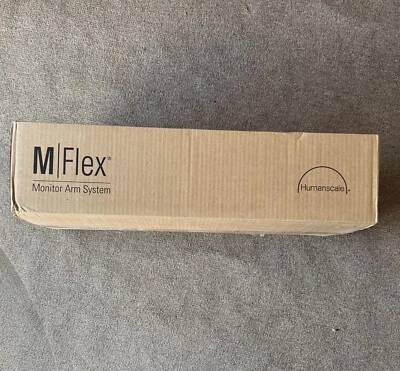 M|Flex®
Monitor Arm System
Humanscale